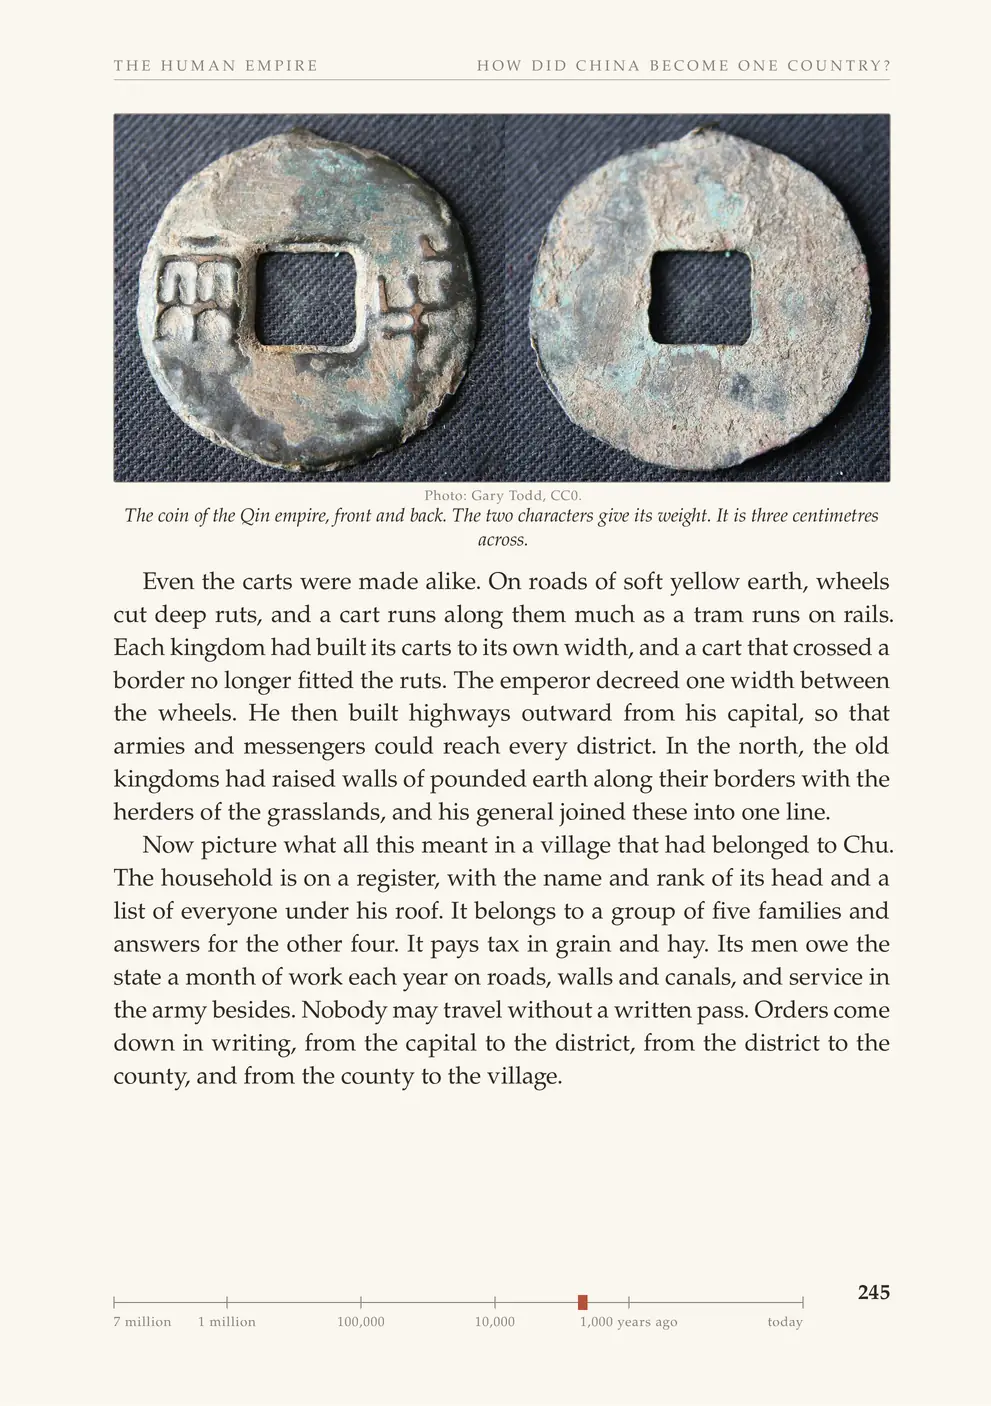 THE HUMAN EMPIRE
HOW DID CHINA BECOME ONE COUNTRY?
兩 半
Photo: Gary Todd, CC0.
The coin of the Qin empire, front and back. The two characters give its weight. It is three centimetres
across.
Even the carts were made alike. On roads of soft yellow earth, wheels
cut deep ruts, and a cart runs along them much as a tram runs on rails.
Each kingdom had built its carts to its own width, and a cart that crossed a
border no longer fitted the ruts. The emperor decreed one width between
the wheels. He then built highways outward from his capital, so that
armies and messengers could reach every district. In the north, the old
kingdoms had raised walls of pounded earth along their borders with the
herders of the grasslands, and his general joined these into one line.
Now picture what all this meant in a village that had belonged to Chu.
The household is on a register, with the name and rank of its head and a
list of everyone under his roof. It belongs to a group of five families and
answers for the other four. It pays tax in grain and hay. Its men owe the
state a month of work each year on roads, walls and canals, and service in
the army besides. Nobody may travel without a written pass. Orders come
down in writing, from the capital to the district, from the district to the
county, and from the county to the village.
245
7 million 1 million 100,000 10,000 1,000 years ago today